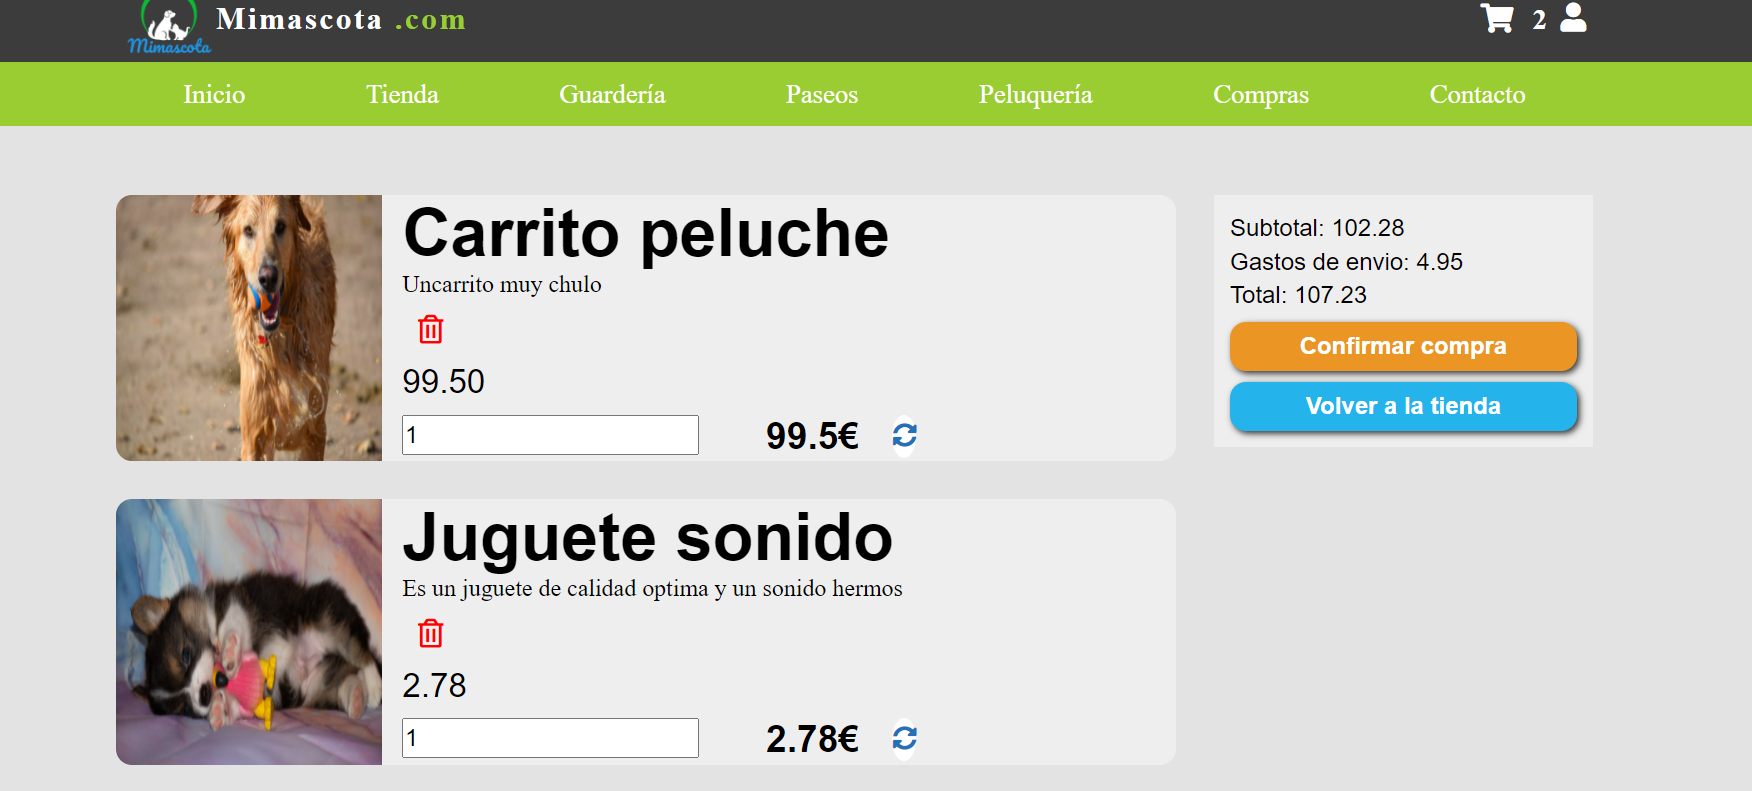 Mimascota
Mimascota .com
2
Inicio Tienda Guardería Paseos Peluquería Compras Contacto
Carrito peluche
Uncarrito muy chulo
99.50
1 99.5€
Juguete sonido
Es un juguete de calidad optima y un sonido hermos
2.78
1 2.78€
Subtotal: 102.28
Gastos de envio: 4.95
Total: 107.23
Confirmar compra
Volver a la tienda